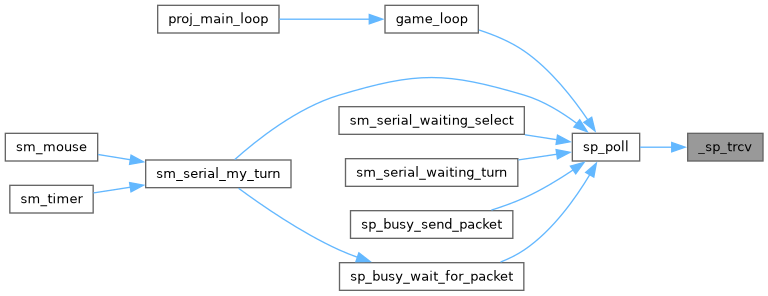 proj_main_loop
game_loop
sm_serial_waiting_select
sm_mouse
sp_poll
_sp_trcv
sm_serial_my_turn
sm_serial_waiting_turn
sm_timer
sp_busy_send_packet
sp_busy_wait_for_packet